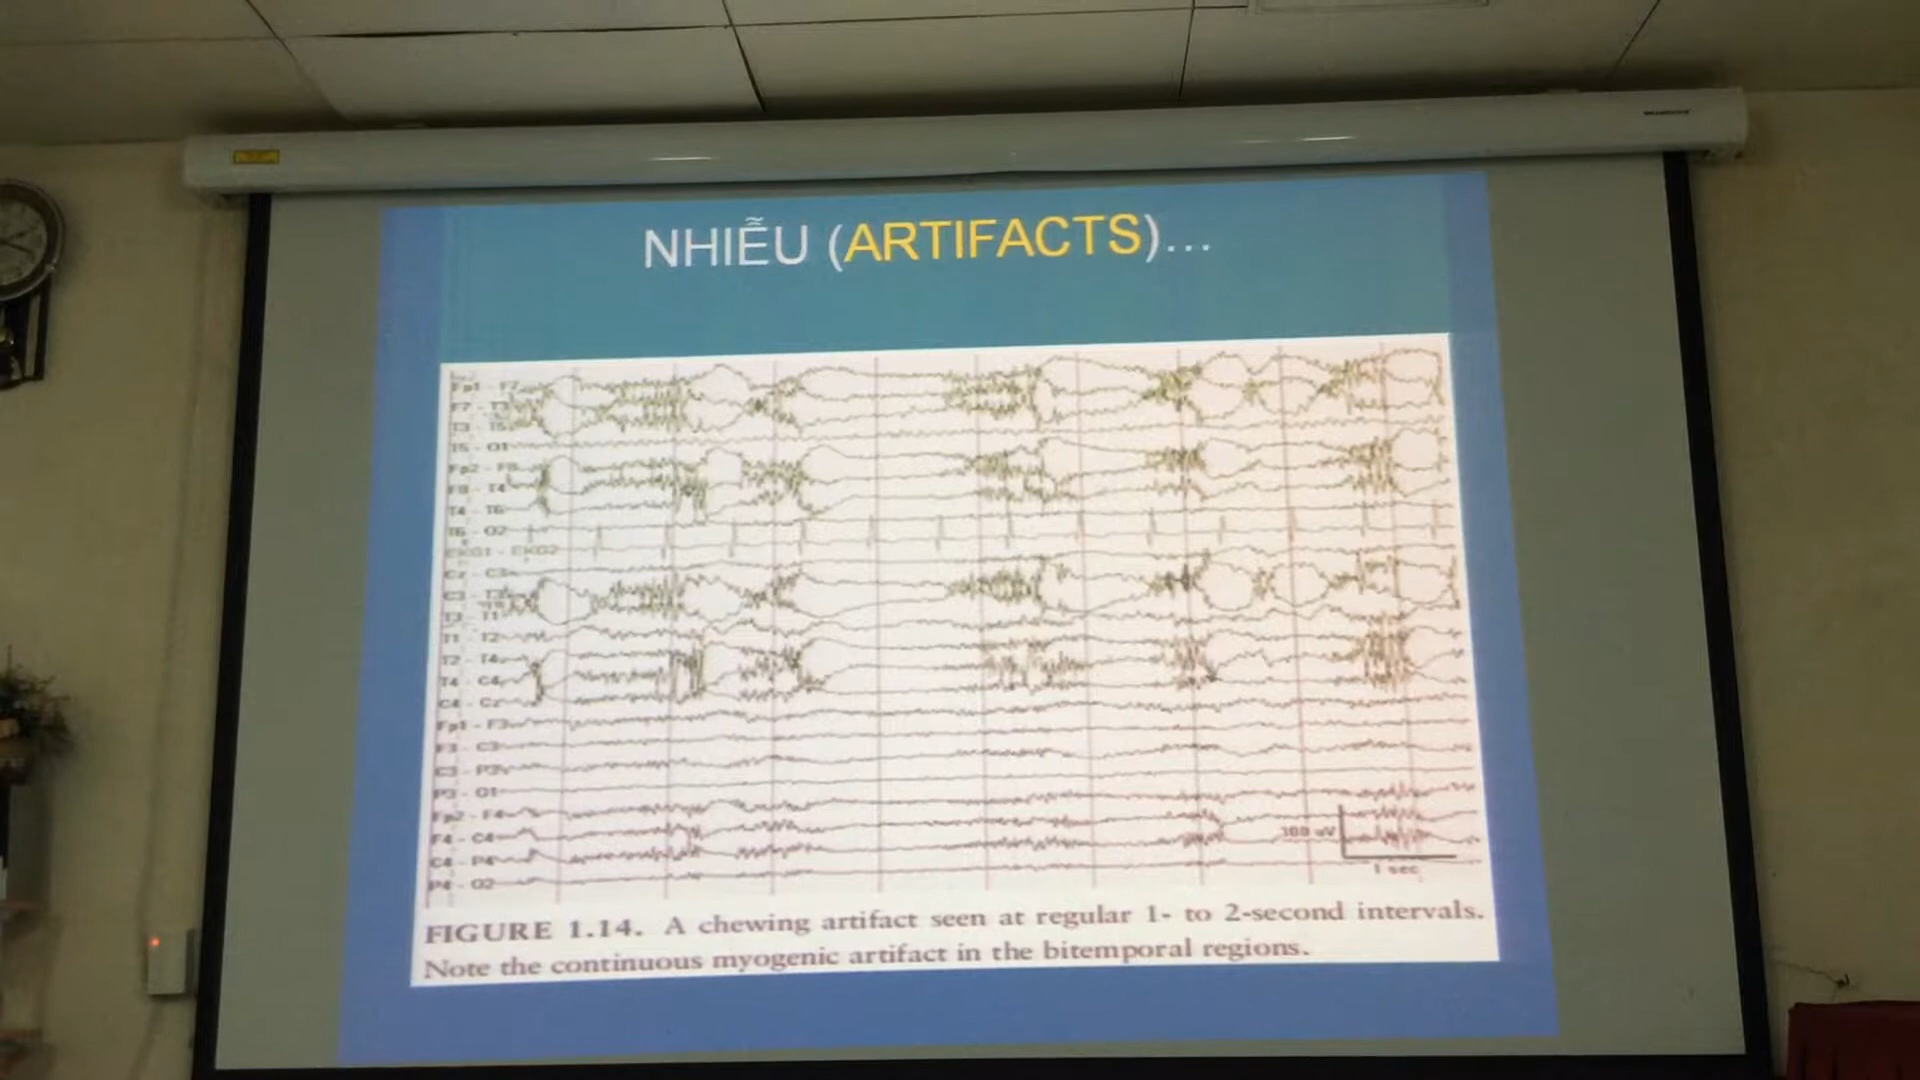 NHIỄU (ARTIFACTS)...
Fp1 - F7
F7 - T3
T3 - T5
T5 - O1
Fp2 - F8
F8 - T4
T4 - T6
T6 - O2
EKG1 - EKG2
Cz - C3
C3 - T3
T3 - T1
T1 - T2
T2 - T4
T4 - C4
C4 - Cz
Fp1 - F3
F3 - C3
C3 - P3
P3 - O1
Fp2 - F4
F4 - C4
C4 - P4
P4 - O2
100 uV
1 sec
FIGURE 1.14. A chewing artifact seen at regular 1- to 2-second intervals.
Note the continuous myogenic artifact in the bitemporal regions.